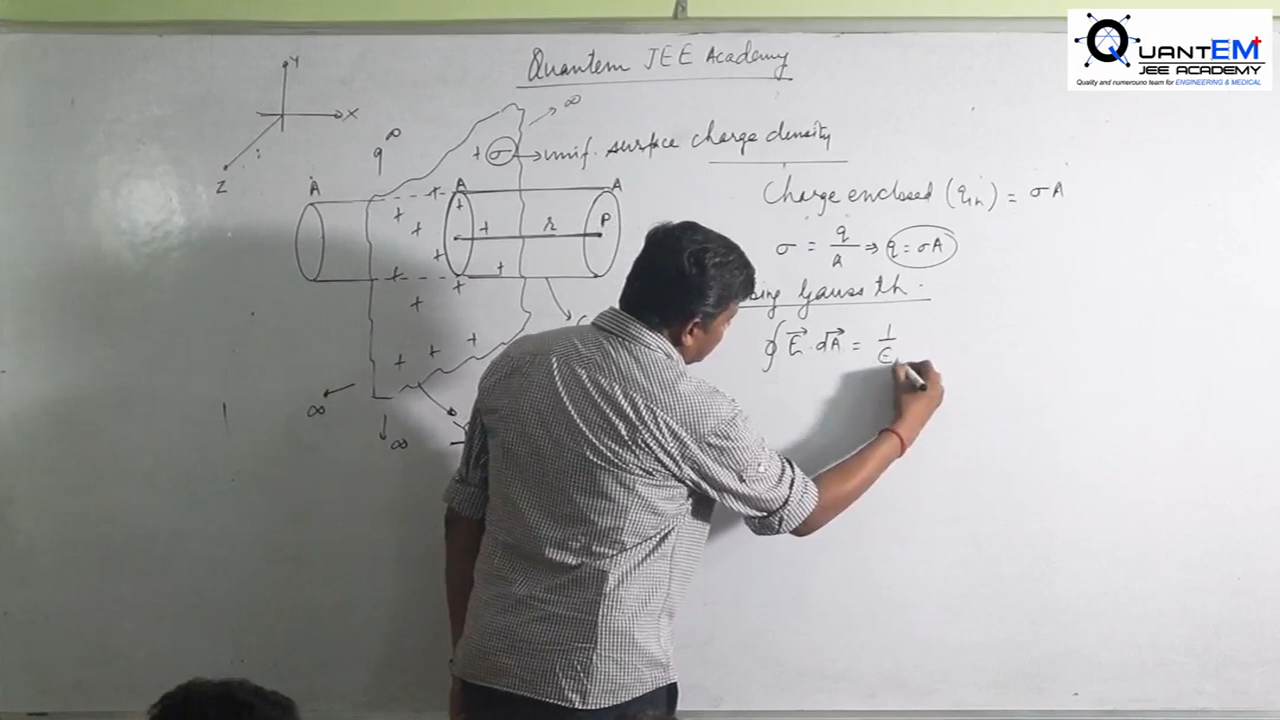 Quantem JEE Academy
QUANTEM+
JEE ACADEMY
Quality and numerouno team for ENGINEERING & MEDICAL
Y
X
Z
∞
∞
q
+ σ → unif. surface charge density
A
A
A
r
P
∞
∞
Charge enclosed (qin) = σA
σ = q/A ⇒ q = σA
Gauss th.
∮ E⃗ . dA⃗ = 1/ε